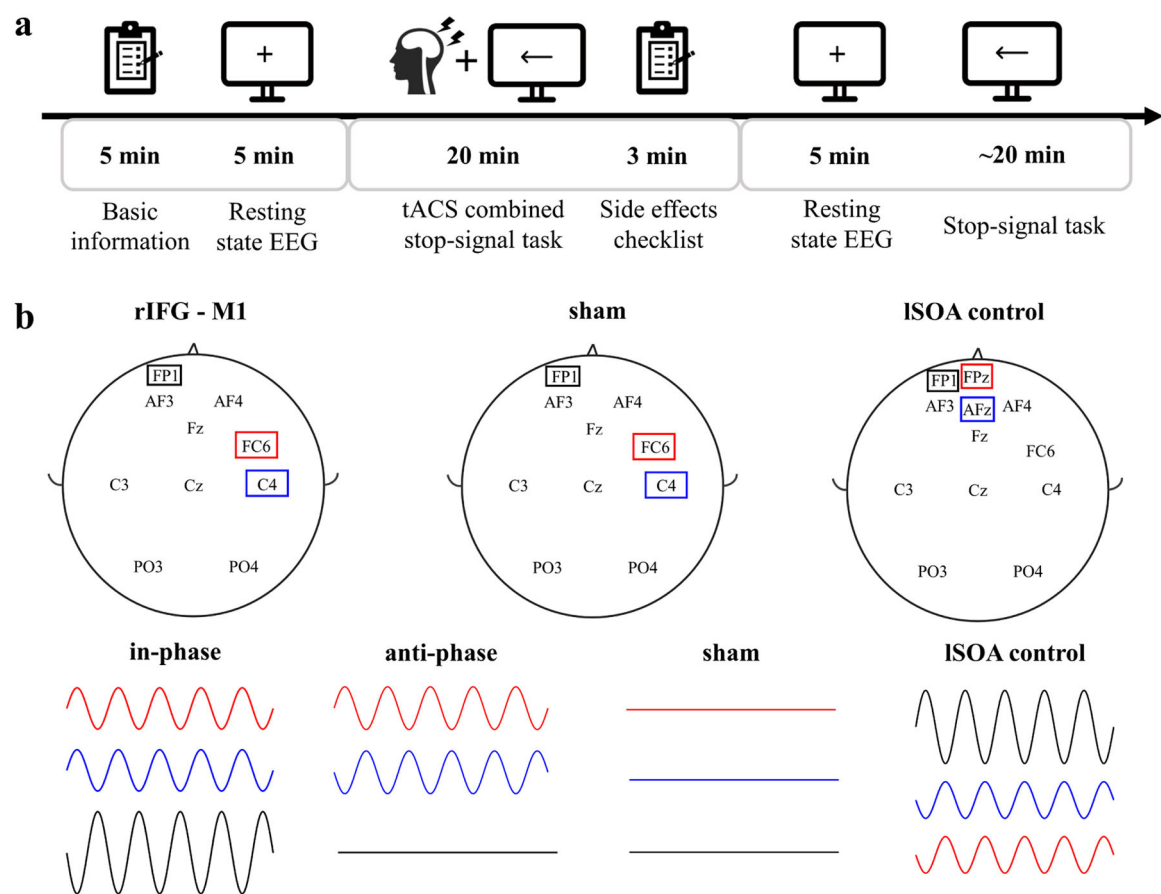 a
+
+
←
+
←
5 min
5 min
20 min
3 min
5 min
~20 min
Basic
information
Resting
state EEG
tACS combined
stop-signal task
Side effects
checklist
Resting
state EEG
Stop-signal task
b
rIFG - M1
FP1
AF3
AF4
Fz
FC6
C3
Cz
C4
PO3
PO4
sham
FP1
AF3
AF4
Fz
FC6
C3
Cz
C4
PO3
PO4
lSOA control
FP1
FPz
AF3
AFz
AF4
Fz
FC6
C3
Cz
C4
PO3
PO4
in-phase
anti-phase
sham
lSOA control